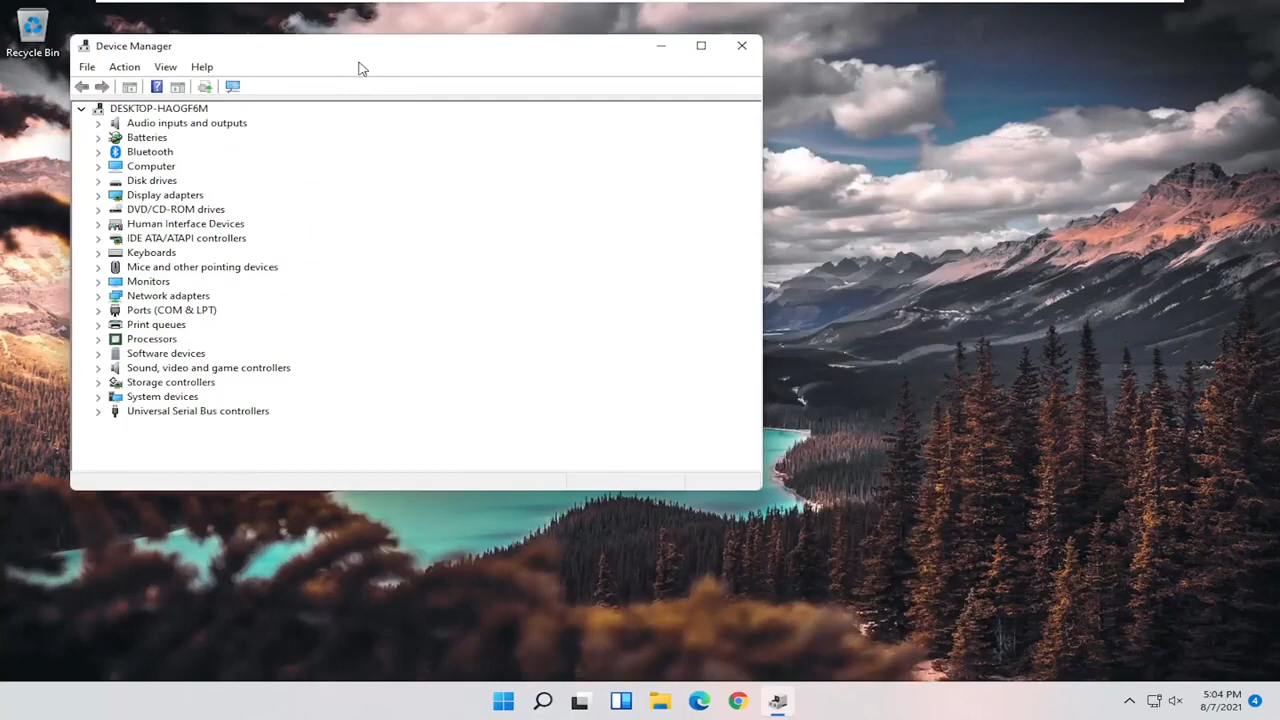 Recycle Bin
Device Manager
File Action View Help
DESKTOP-HAOGF6M
Audio inputs and outputs
Batteries
Bluetooth
Computer
Disk drives
Display adapters
DVD/CD-ROM drives
Human Interface Devices
IDE ATA/ATAPI controllers
Keyboards
Mice and other pointing devices
Monitors
Network adapters
Ports (COM & LPT)
Print queues
Processors
Software devices
Sound, video and game controllers
Storage controllers
System devices
Universal Serial Bus controllers
5:04 PM
8/7/2021
4